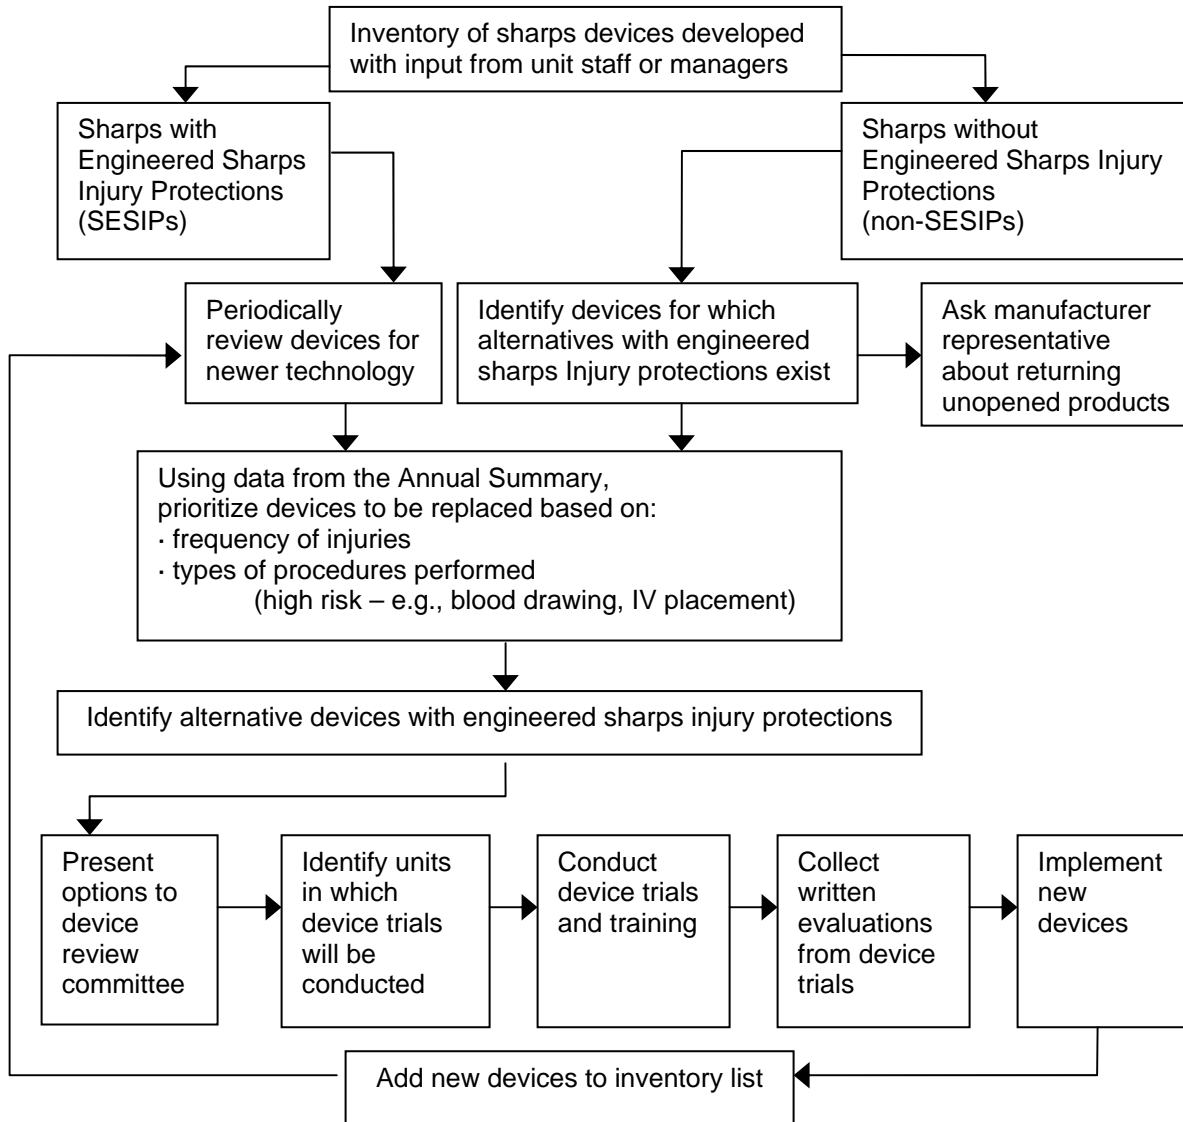 Inventory of sharps devices developed
with input from unit staff or managers
Sharps with
Engineered Sharps
Injury Protections
(SESIPs)
Sharps without
Engineered Sharps Injury
Protections
(non-SESIPs)
Periodically
review devices for
newer technology
Identify devices for which
alternatives with engineered
sharps Injury protections exist
Ask manufacturer
representative
about returning
unopened products
Using data from the Annual Summary,
prioritize devices to be replaced based on:
· frequency of injuries
· types of procedures performed
(high risk – e.g., blood drawing, IV placement)
Identify alternative devices with engineered sharps injury protections
Present
options to
device
review
committee
Identify units
in which
device trials
will be
conducted
Conduct
device trials
and training
Collect
written
evaluations
from device
trials
Implement
new
devices
Add new devices to inventory list